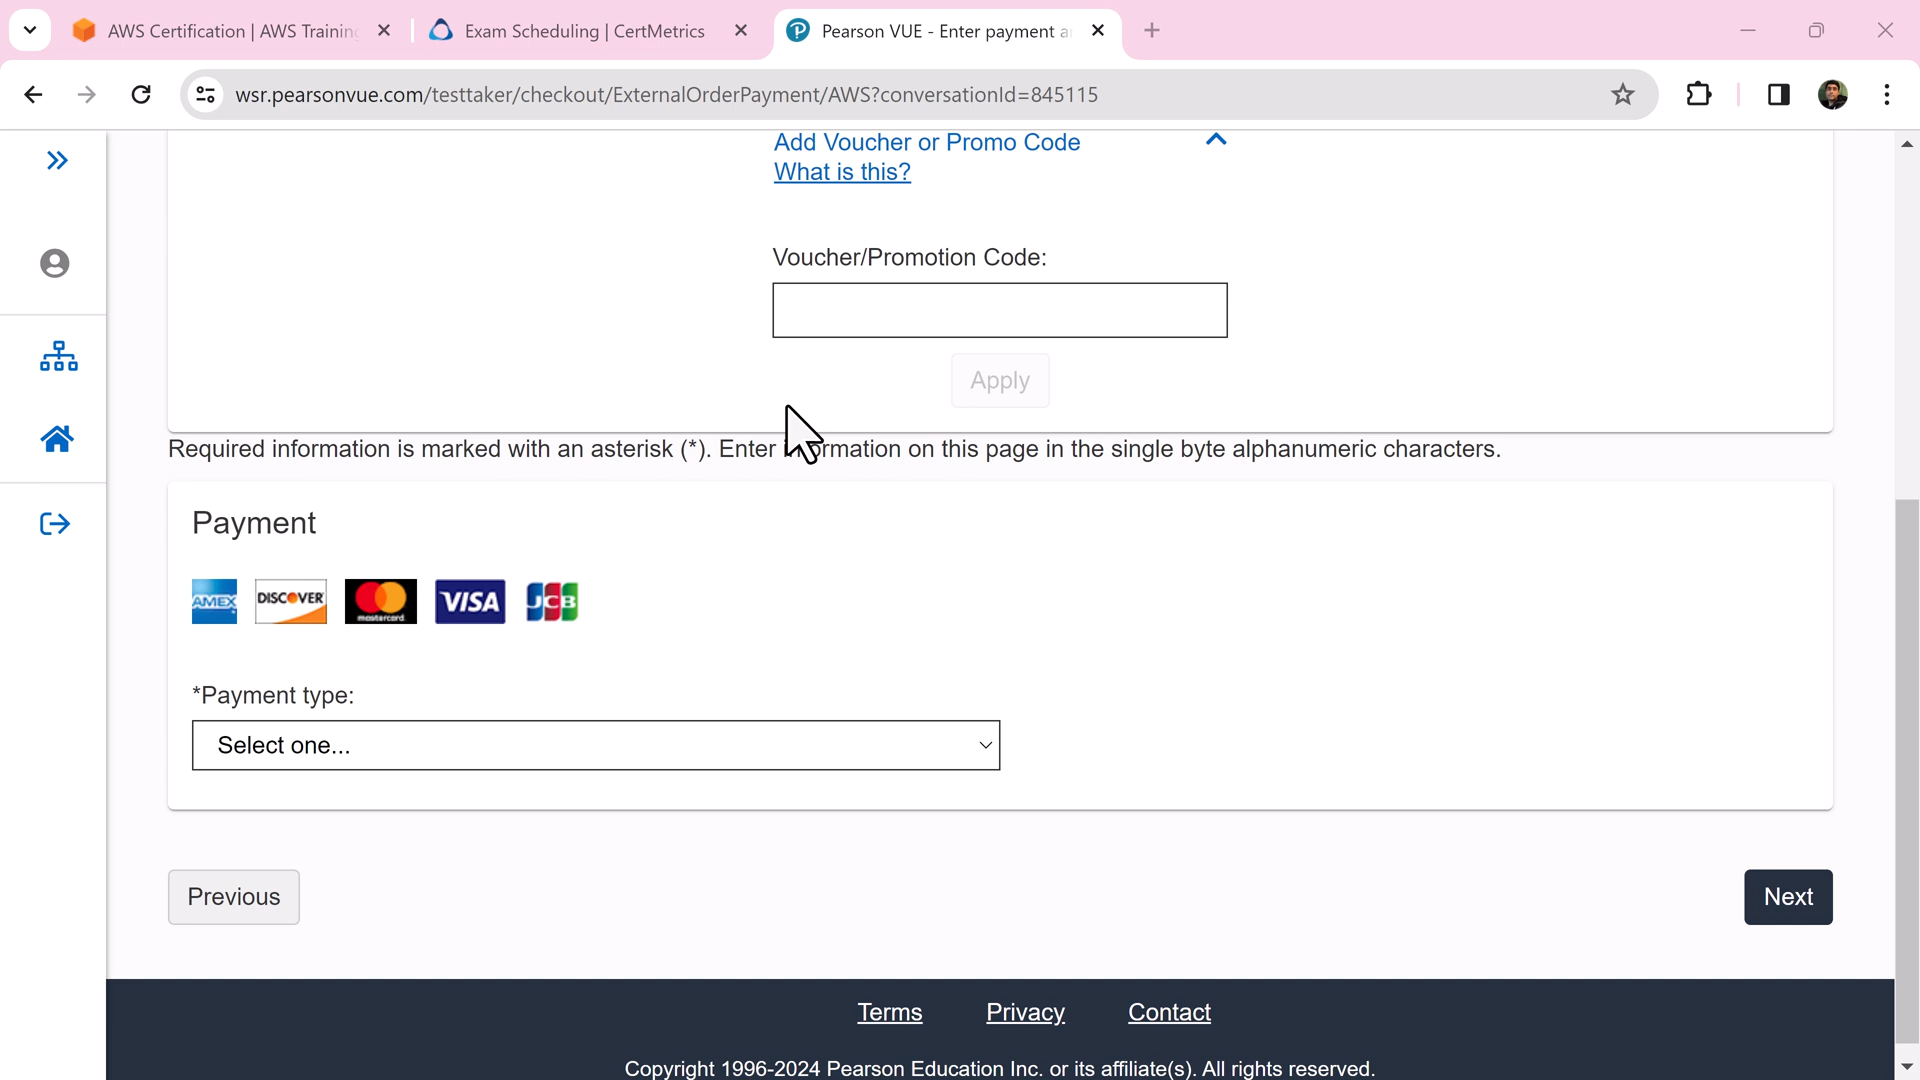 AWS Certification | AWS Training
Exam Scheduling | CertMetrics
Pearson VUE - Enter payment a
wsr.pearsonvue.com/testtaker/checkout/ExternalOrderPayment/AWS?conversationId=845115
Add Voucher or Promo Code
What is this?
Voucher/Promotion Code:
Apply
Required information is marked with an asterisk (*). Enter information on this page in the single byte alphanumeric characters.
Payment
AMEX DISCOVER mastercard VISA JCB
*Payment type:
Select one...
Previous
Next
Terms Privacy Contact
Copyright 1996-2024 Pearson Education Inc. or its affiliate(s). All rights reserved.